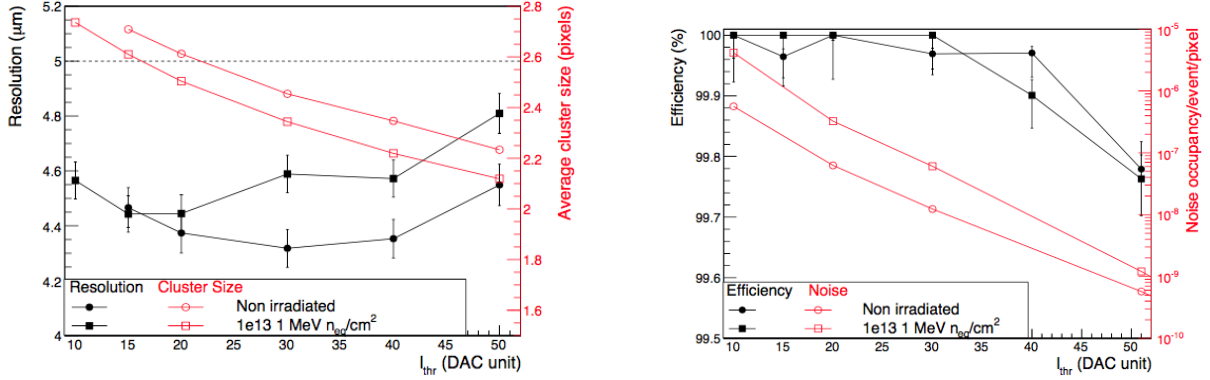 Resolution (μm)
5.2
5
4.8
4.6
4.4
4.2
4
10 15 20 25 30 35 40 45 50
I_thr (DAC unit)
2.8
2.6
2.4
2.2
2
1.8
1.6
Average cluster size (pixels)
Resolution Cluster Size
Non irradiated
1e13 1 MeV n_eq/cm²
Efficiency (%)
100
99.9
99.8
99.7
99.6
99.5
10 15 20 25 30 35 40 45 50
I_thr (DAC unit)
10⁻⁵
10⁻⁶
10⁻⁷
10⁻⁸
10⁻⁹
10⁻¹⁰
Noise occupancy/event/pixel
Efficiency Noise
Non irradiated
1e13 1 MeV n_eq/cm²